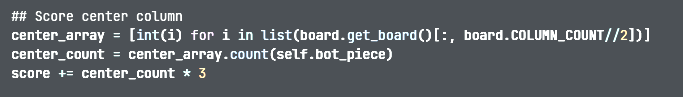 ## Score center column
center_array = [int(i) for i in list(board.get_board()[:, board.COLUMN_COUNT//2])]
center_count = center_array.count(self.bot_piece)
score += center_count * 3